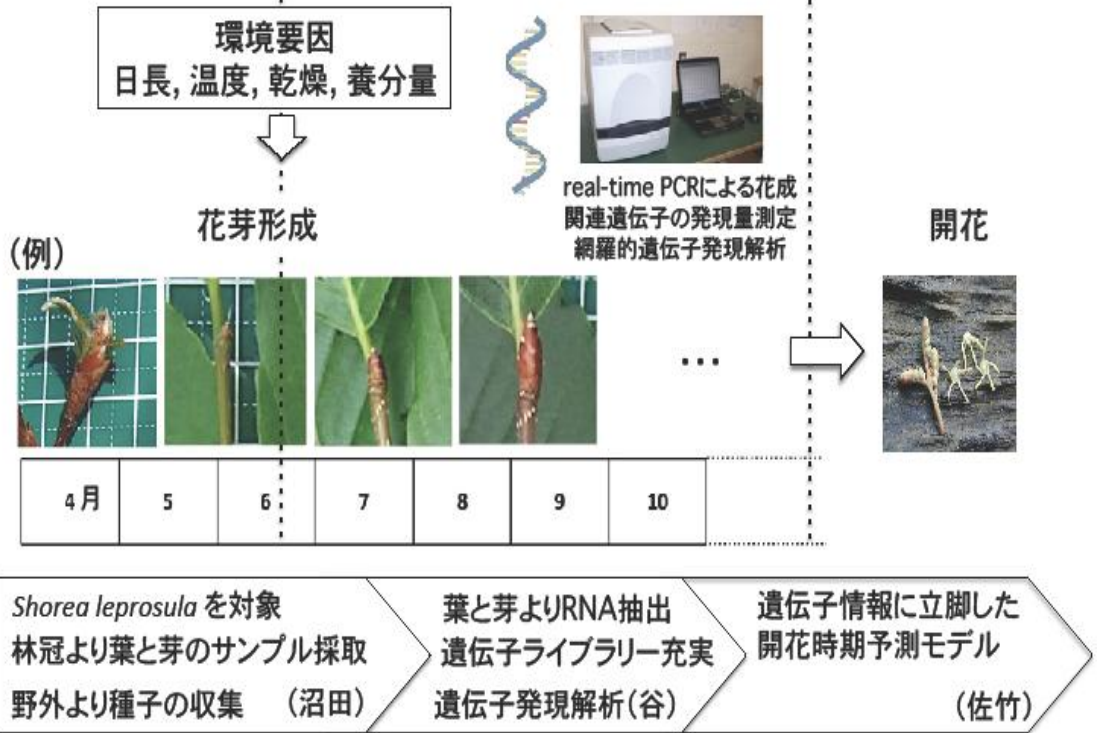 環境要因
日長, 温度, 乾燥, 養分量
real-time PCRによる花成
関連遺伝子の発現量測定
網羅的遺伝子発現解析
花芽形成
開花
(例)
...
4月 5 6 7 8 9 10
Shorea leprosula を対象
林冠より葉と芽のサンプル採取
野外より種子の収集 (沼田)
葉と芽よりRNA抽出
遺伝子ライブラリー充実
遺伝子発現解析(谷)
遺伝子情報に立脚した
開花時期予測モデル
(佐竹)